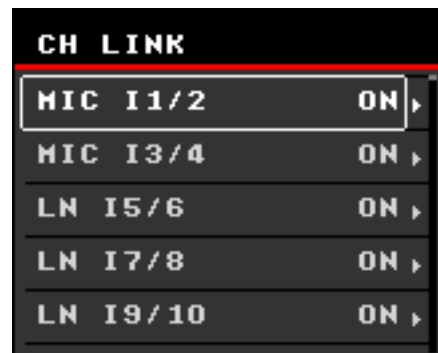 CH LINK
MIC I1/2 ON
MIC I3/4 ON
LN I5/6 ON
LN I7/8 ON
LN I9/10 ON